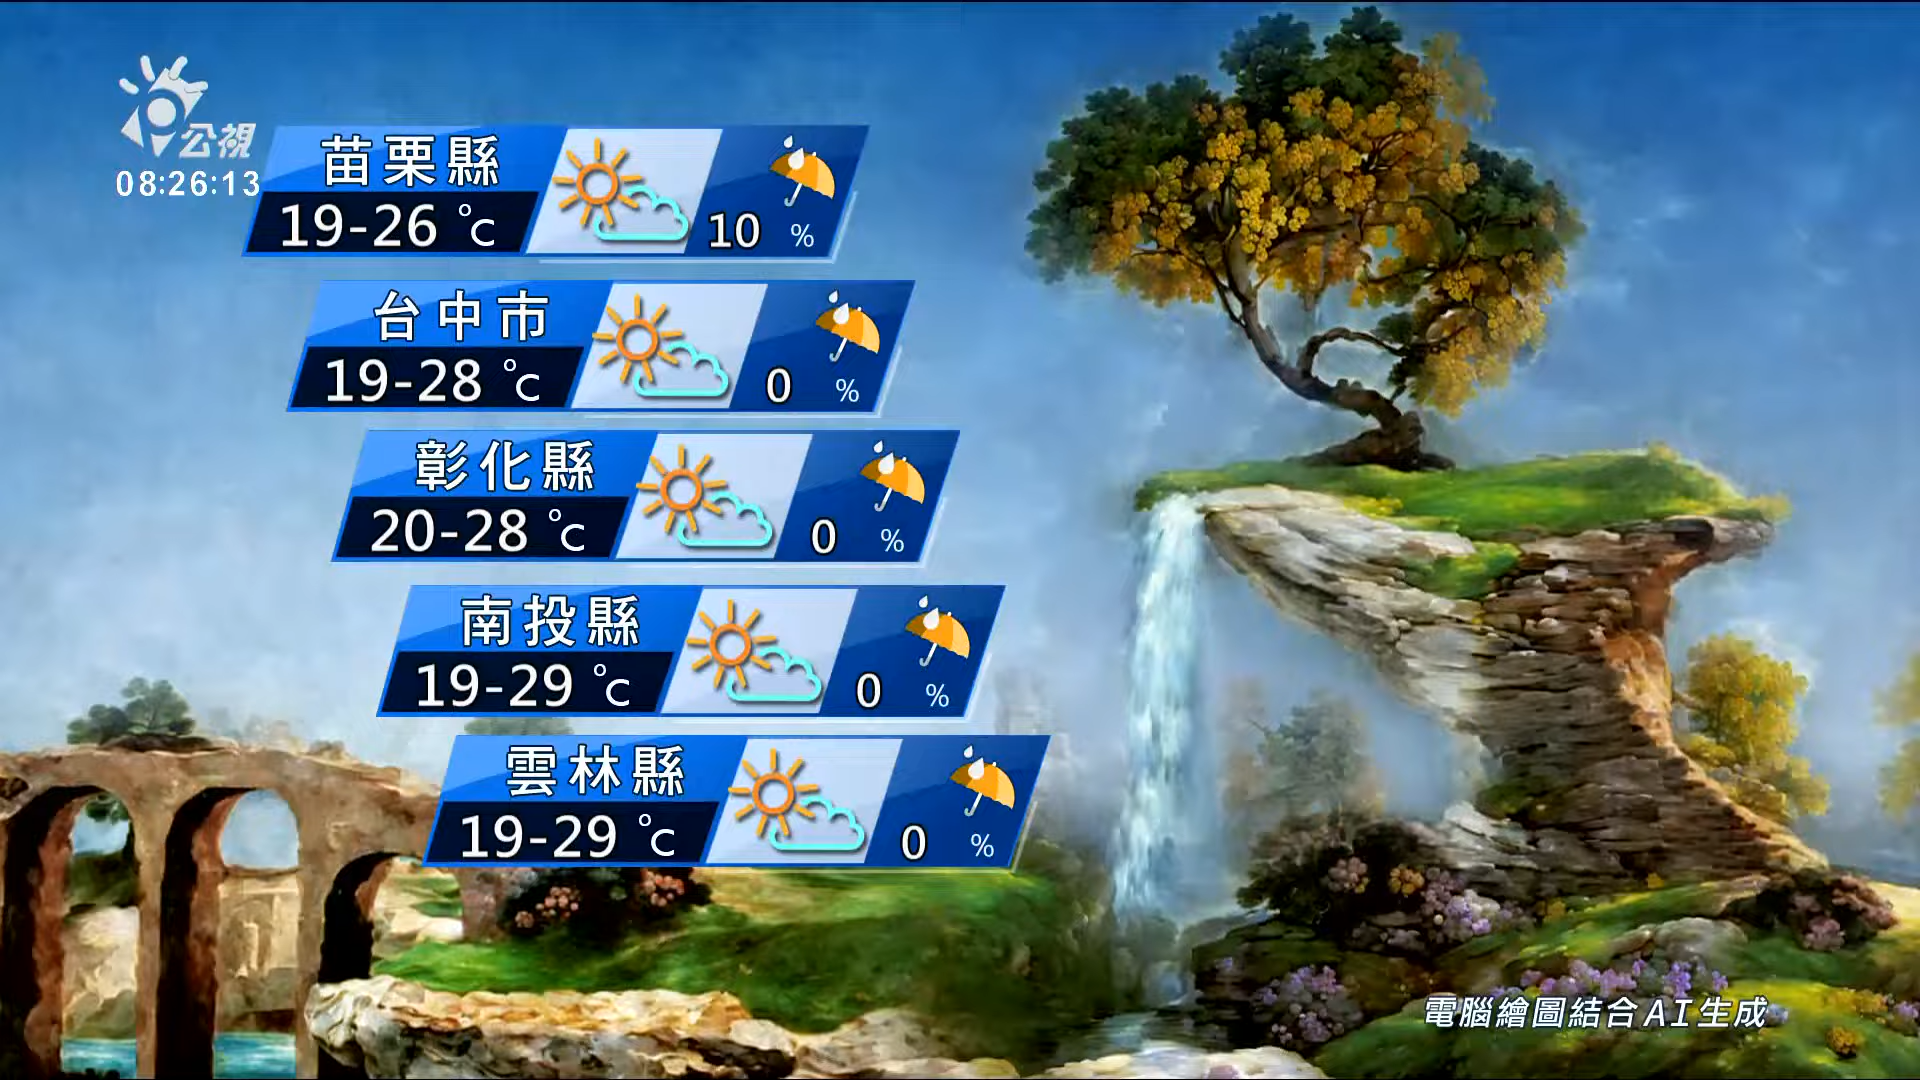 公視
08:26:13
苗栗縣
19-26 °C
10 %
台中市
19-28 °C
0 %
彰化縣
20-28 °C
0 %
南投縣
19-29 °C
0 %
雲林縣
19-29 °C
0 %
電腦繪圖結合AI生成